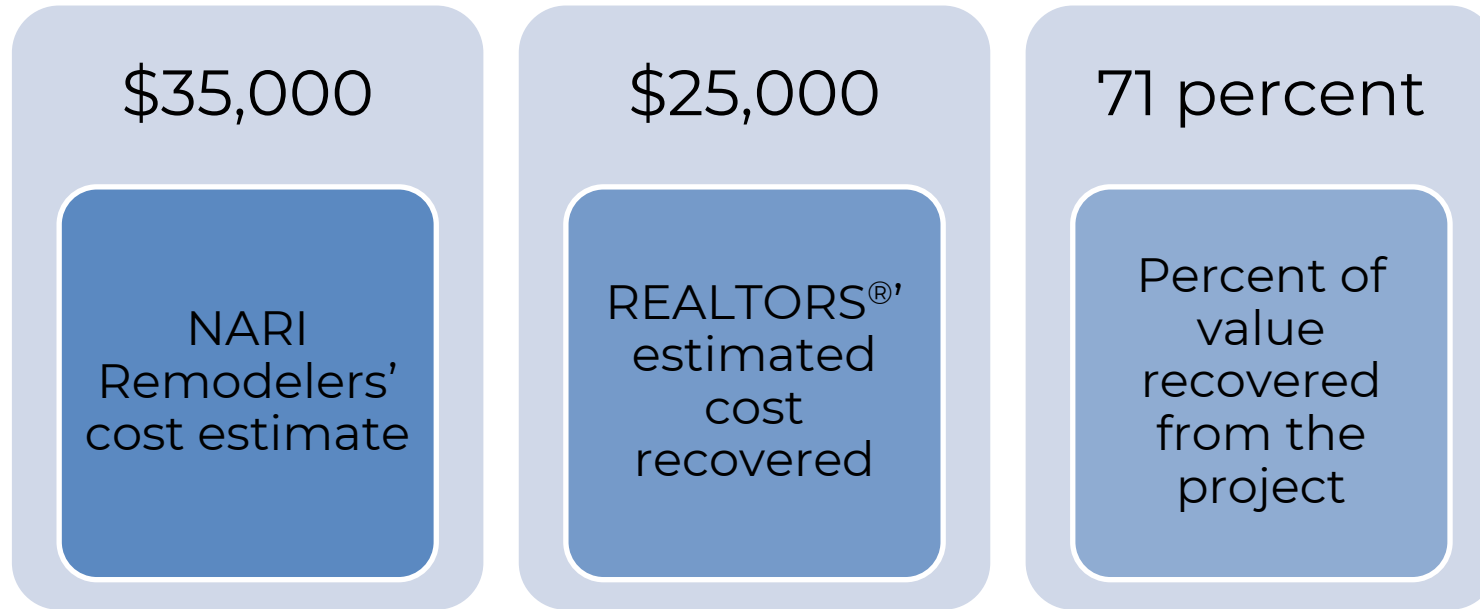 $35,000
NARI
Remodelers’
cost estimate
$25,000
REALTORS®’
estimated
cost
recovered
71 percent
Percent of
value
recovered
from the
project